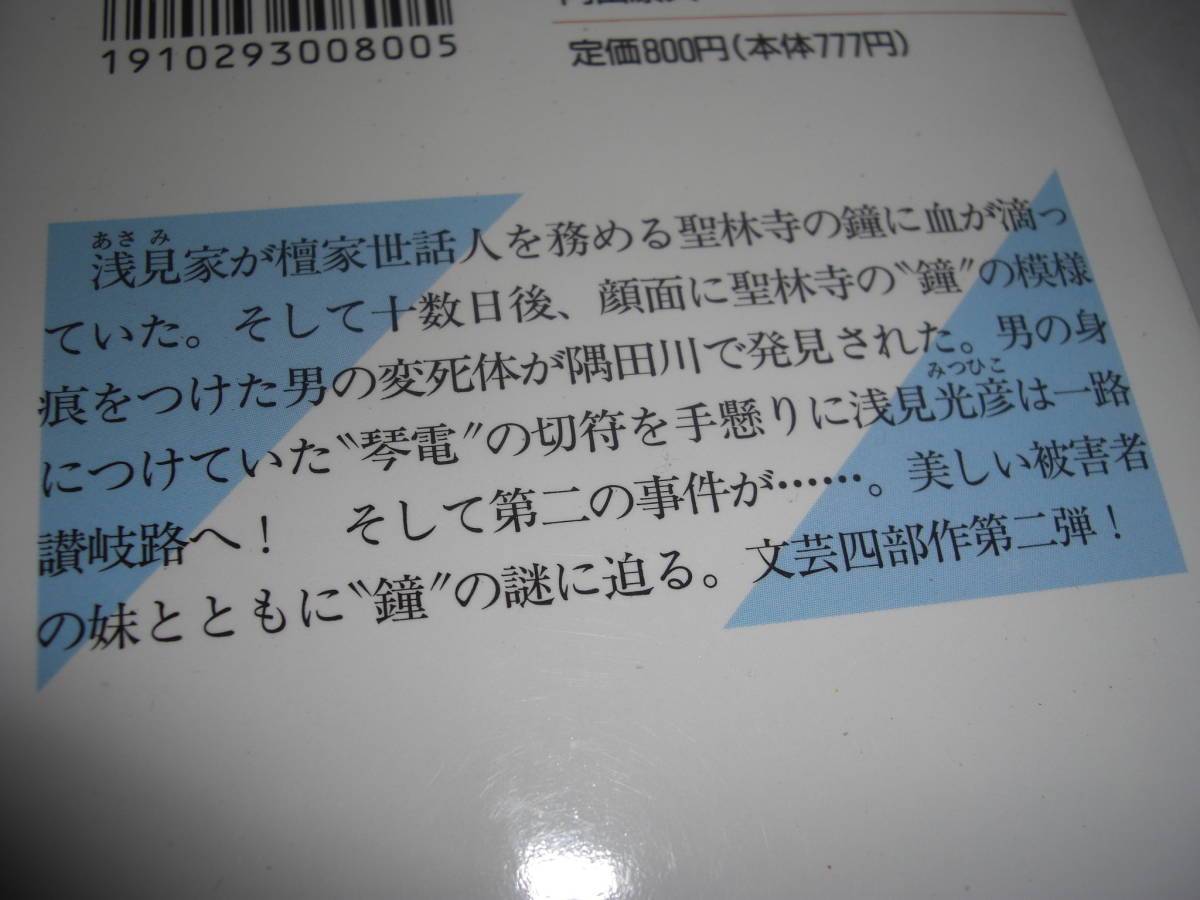 1910293008005
定価800円(本体777円)
あさみ
浅見家が檀家世話人を務める聖林寺の鐘に血が滴っ
ていた。そして十数日後、顔面に聖林寺の〝鐘〟の模様
痕をつけた男の変死体が隅田川で発見された。男の身
みつひこ
につけていた〝琴電〟の切符を手懸りに浅見光彦は一路
讃岐路へ！　そして第二の事件が……。美しい被害者
の妹とともに〝鐘〟の謎に迫る。文芸四部作第二弾！